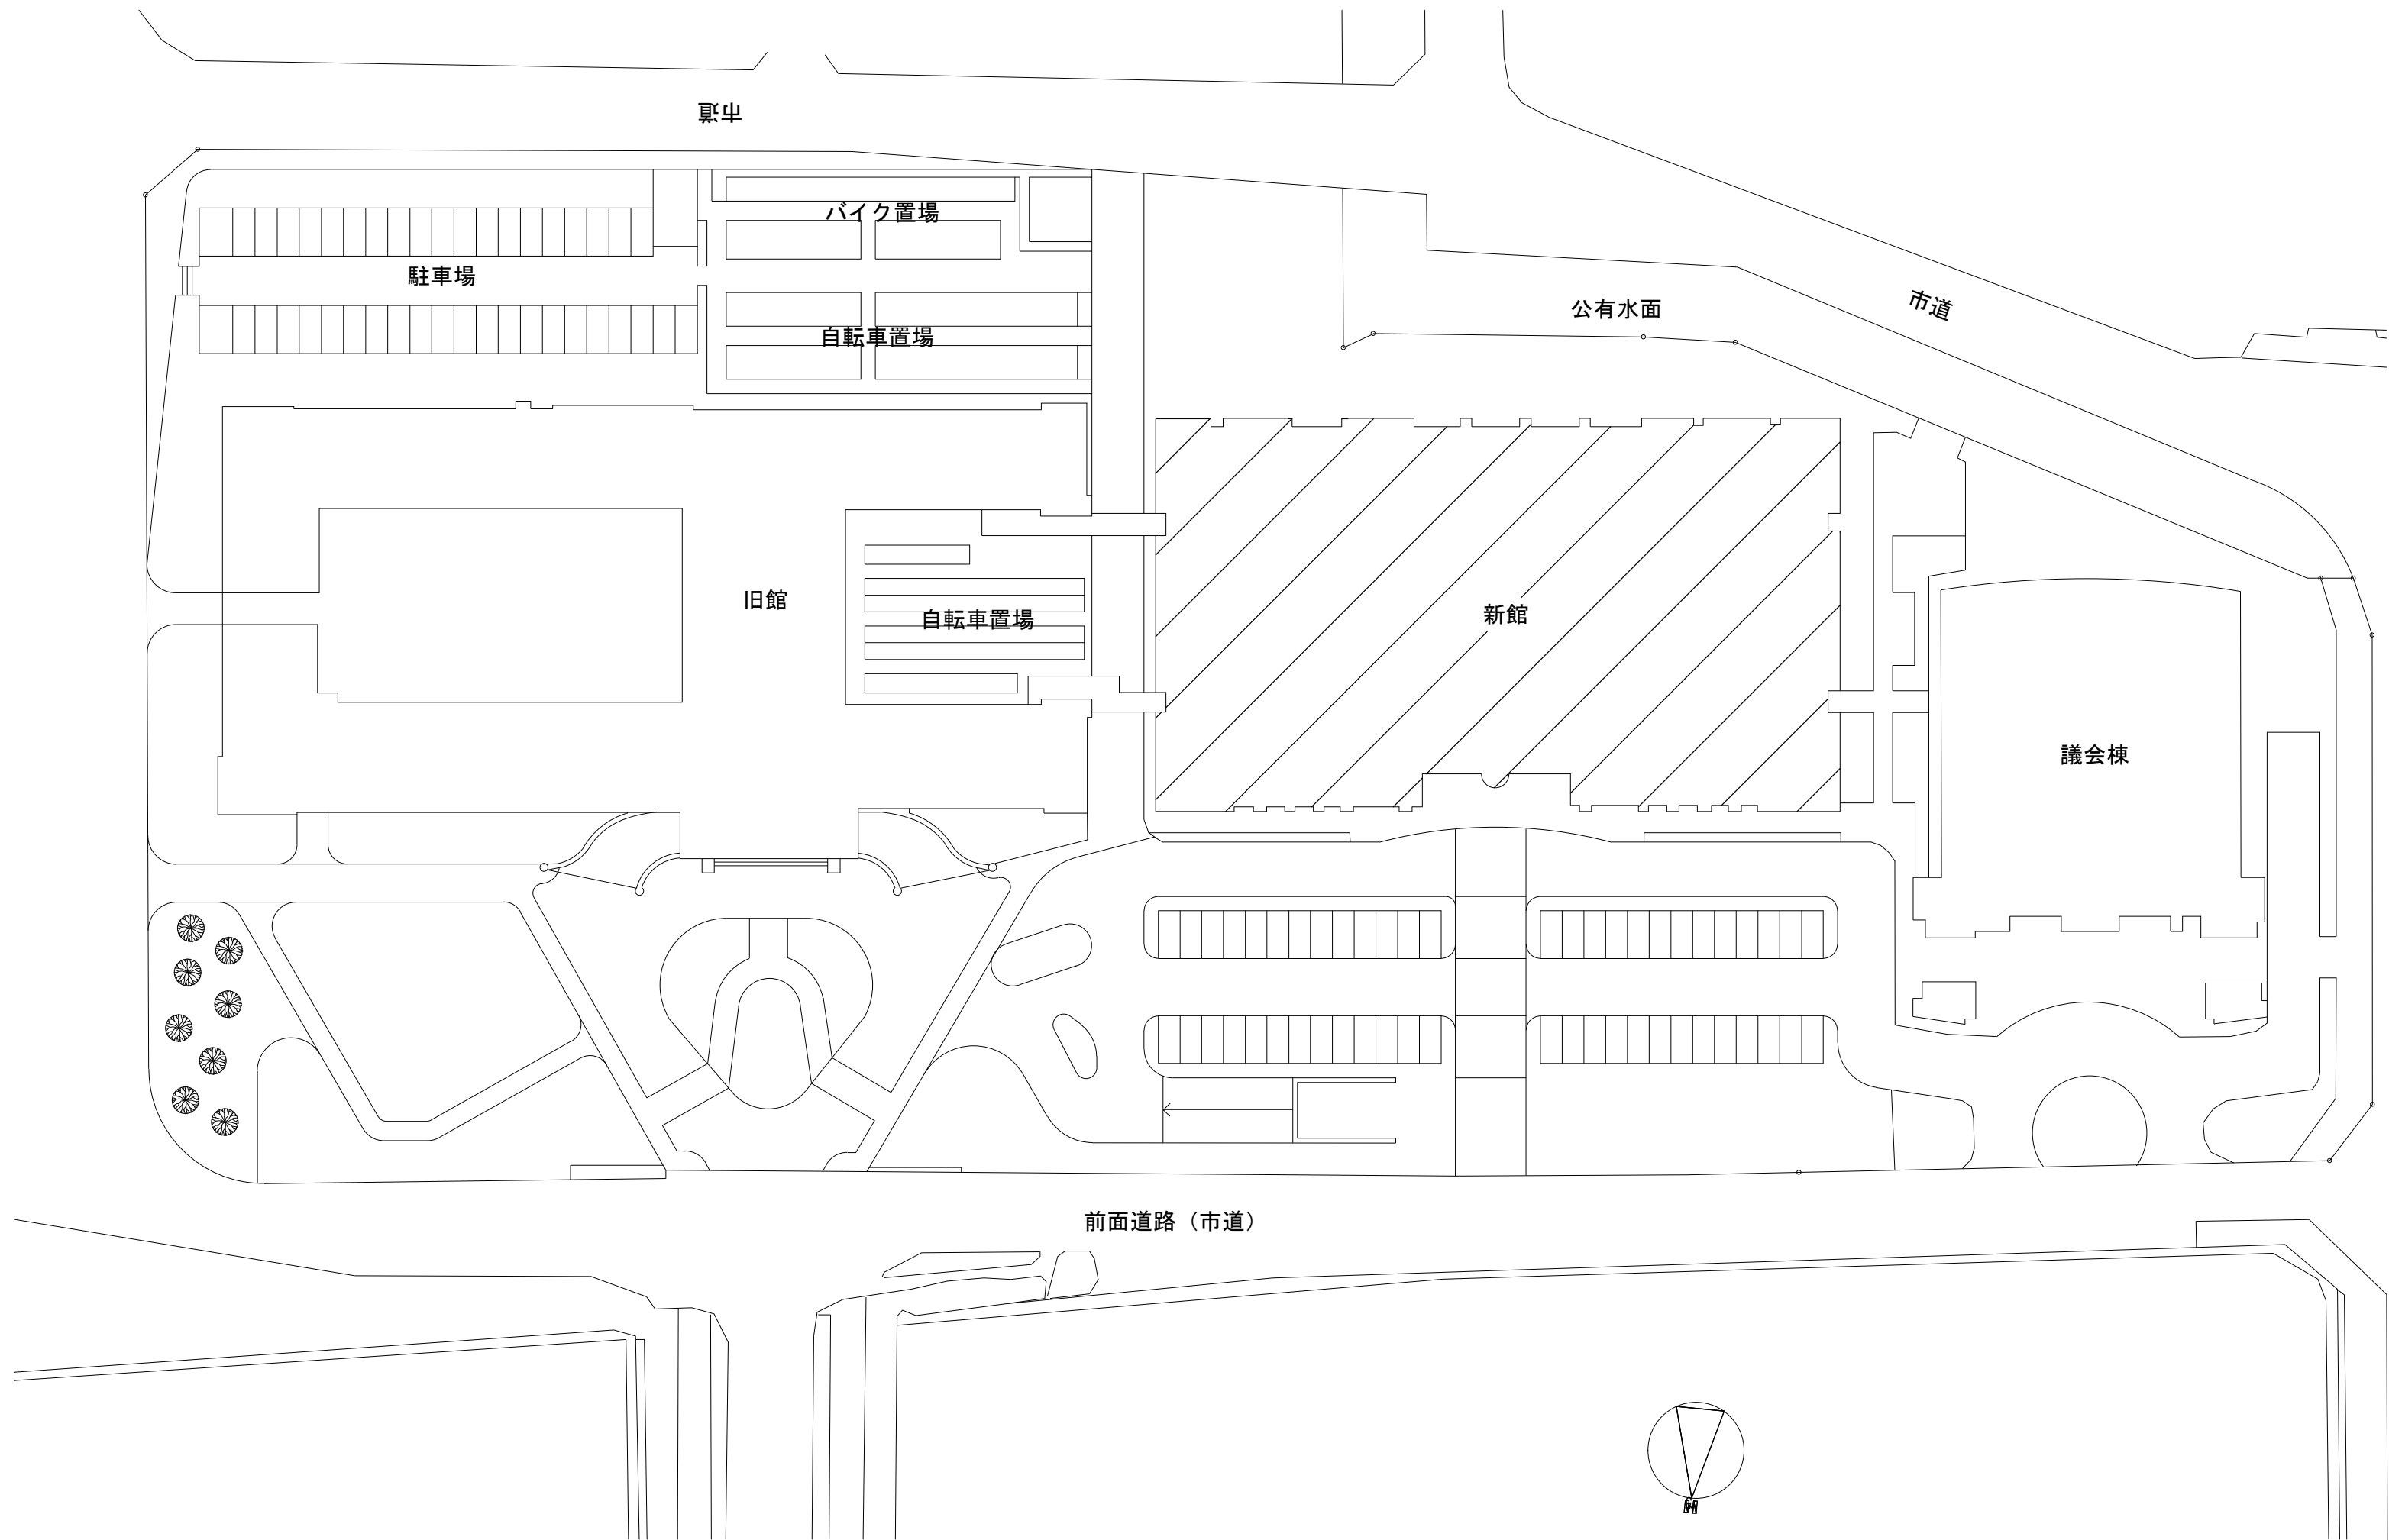 市道
バイク置場
駐車場
自転車置場
公有水面
市道
旧館
自転車置場
新館
議会棟
前面道路（市道）
N